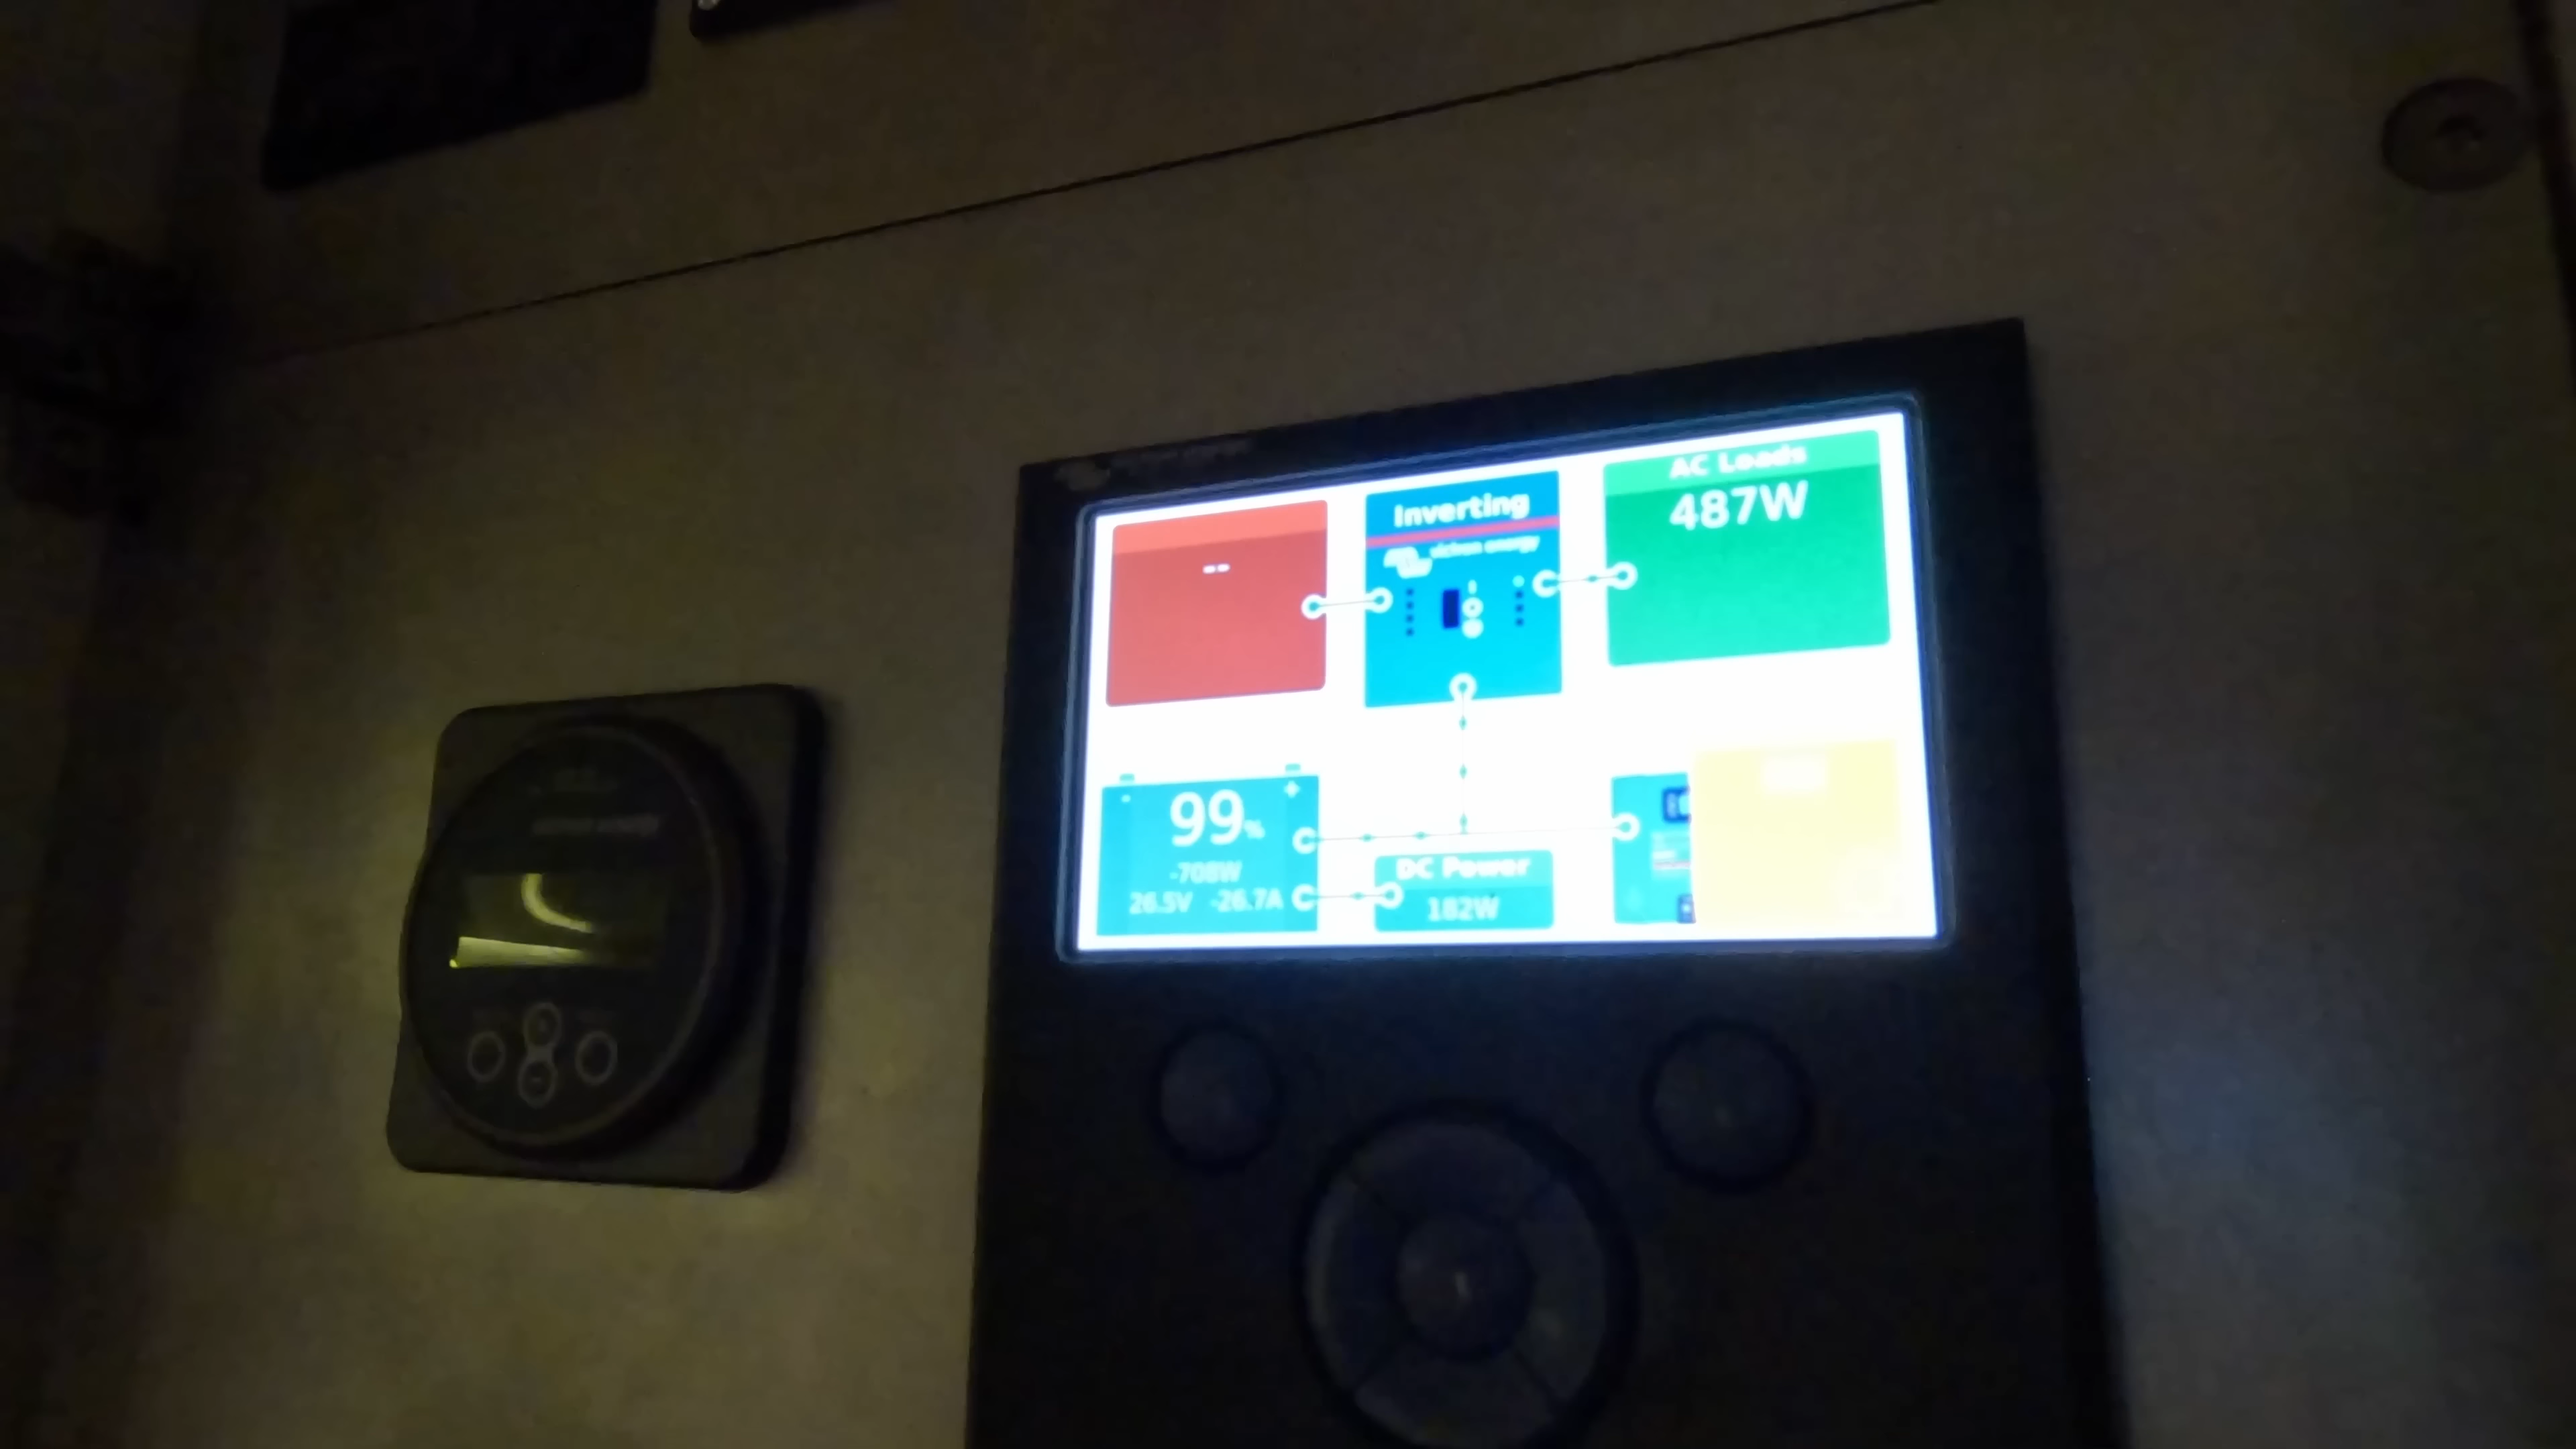 --
Inverting
victron energy
AC Loads
487W
99%
-708W
26.5V -26.7A
DC Power
182W